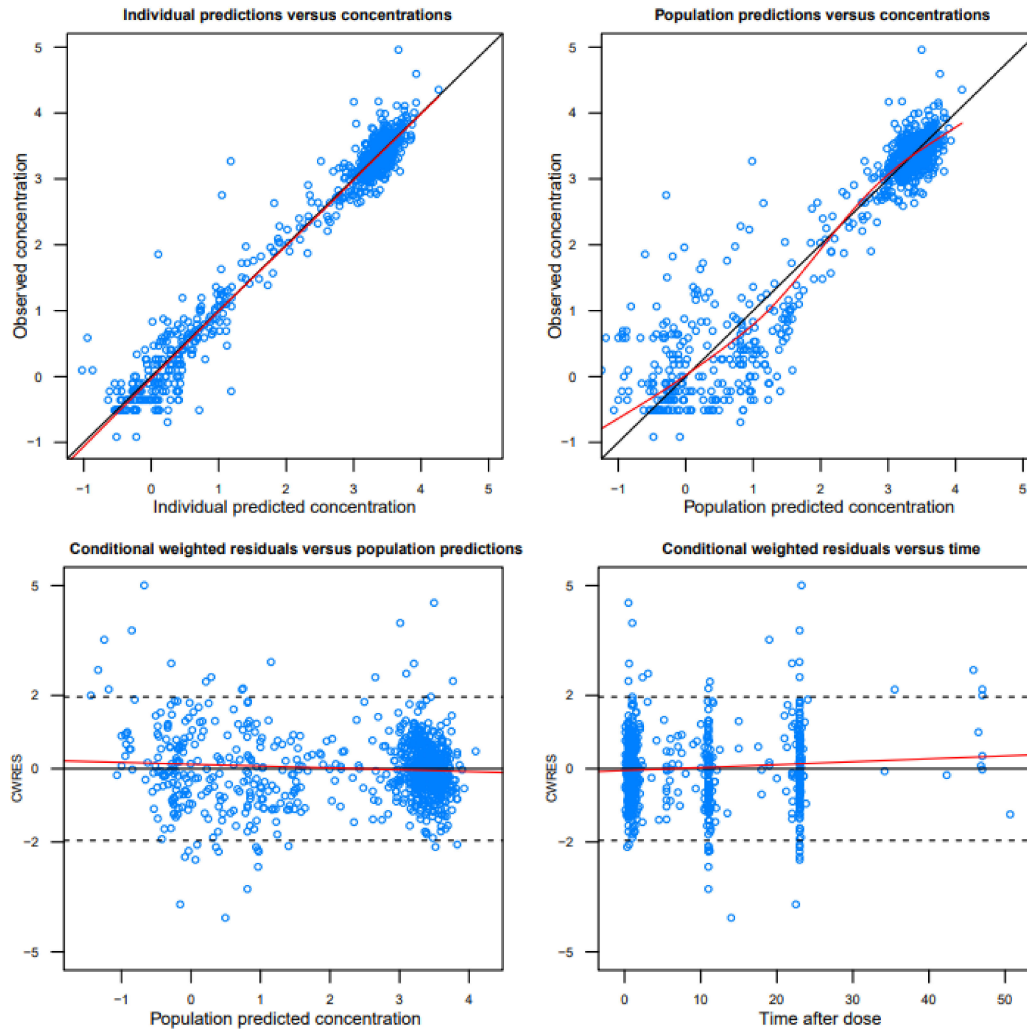 Individual predictions versus concentrations
5
4
3
2
1
0
−1
Observed concentration
−1 0 1 2 3 4 5
Individual predicted concentration
Population predictions versus concentrations
5
4
3
2
1
0
−1
Observed concentration
−1 0 1 2 3 4 5
Population predicted concentration
Conditional weighted residuals versus population predictions
5
2
0
−2
−5
CWRES
−1 0 1 2 3 4
Population predicted concentration
Conditional weighted residuals versus time
5
2
0
−2
−5
CWRES
0 10 20 30 40 50
Time after dose